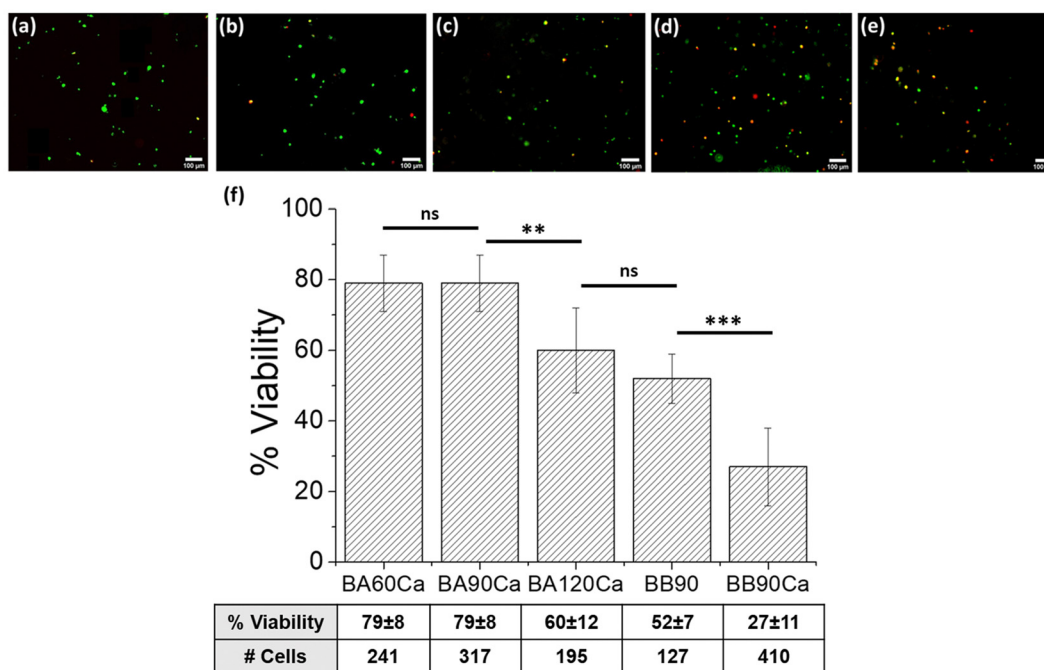 (a) (b) (c) (d) (e)
100 µm 100 µm 100 µm 100 µm 100 µm
(f)
100
80
60
40
20
0
% Viability
ns
**
ns
***
BA60Ca BA90Ca BA120Ca BB90 BB90Ca
% Viability 79±8 79±8 60±12 52±7 27±11
# Cells 241 317 195 127 410